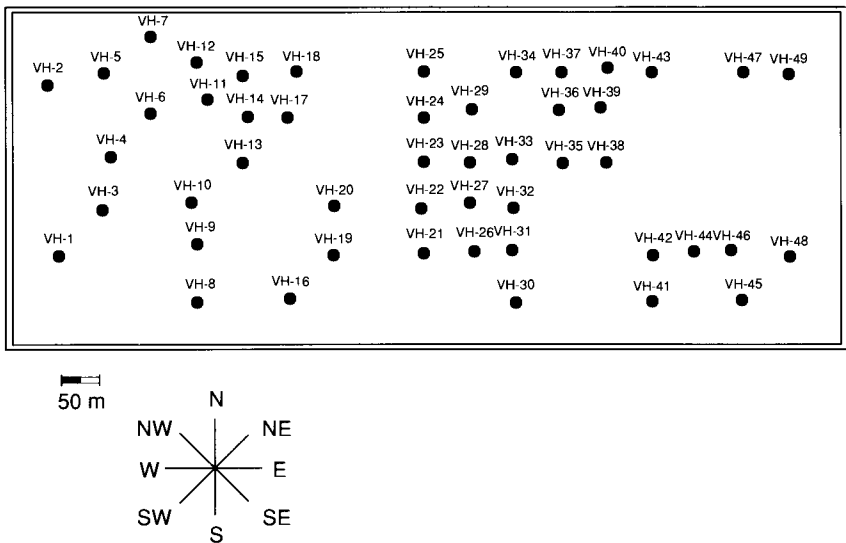 VH-7
VH-12
VH-5 VH-15 VH-18 VH-25 VH-34 VH-37 VH-40 VH-43 VH-47 VH-49
VH-2
VH-11 VH-29
VH-6 VH-14 VH-17 VH-24 VH-36 VH-39
VH-4 VH-13 VH-23 VH-28 VH-33 VH-35 VH-38
VH-3 VH-10 VH-20 VH-22 VH-27 VH-32
VH-1 VH-9 VH-19 VH-21 VH-26 VH-31 VH-42 VH-44 VH-46 VH-48
VH-8 VH-16 VH-30 VH-41 VH-45
50 m
N
NW NE
W E
SW SE
S